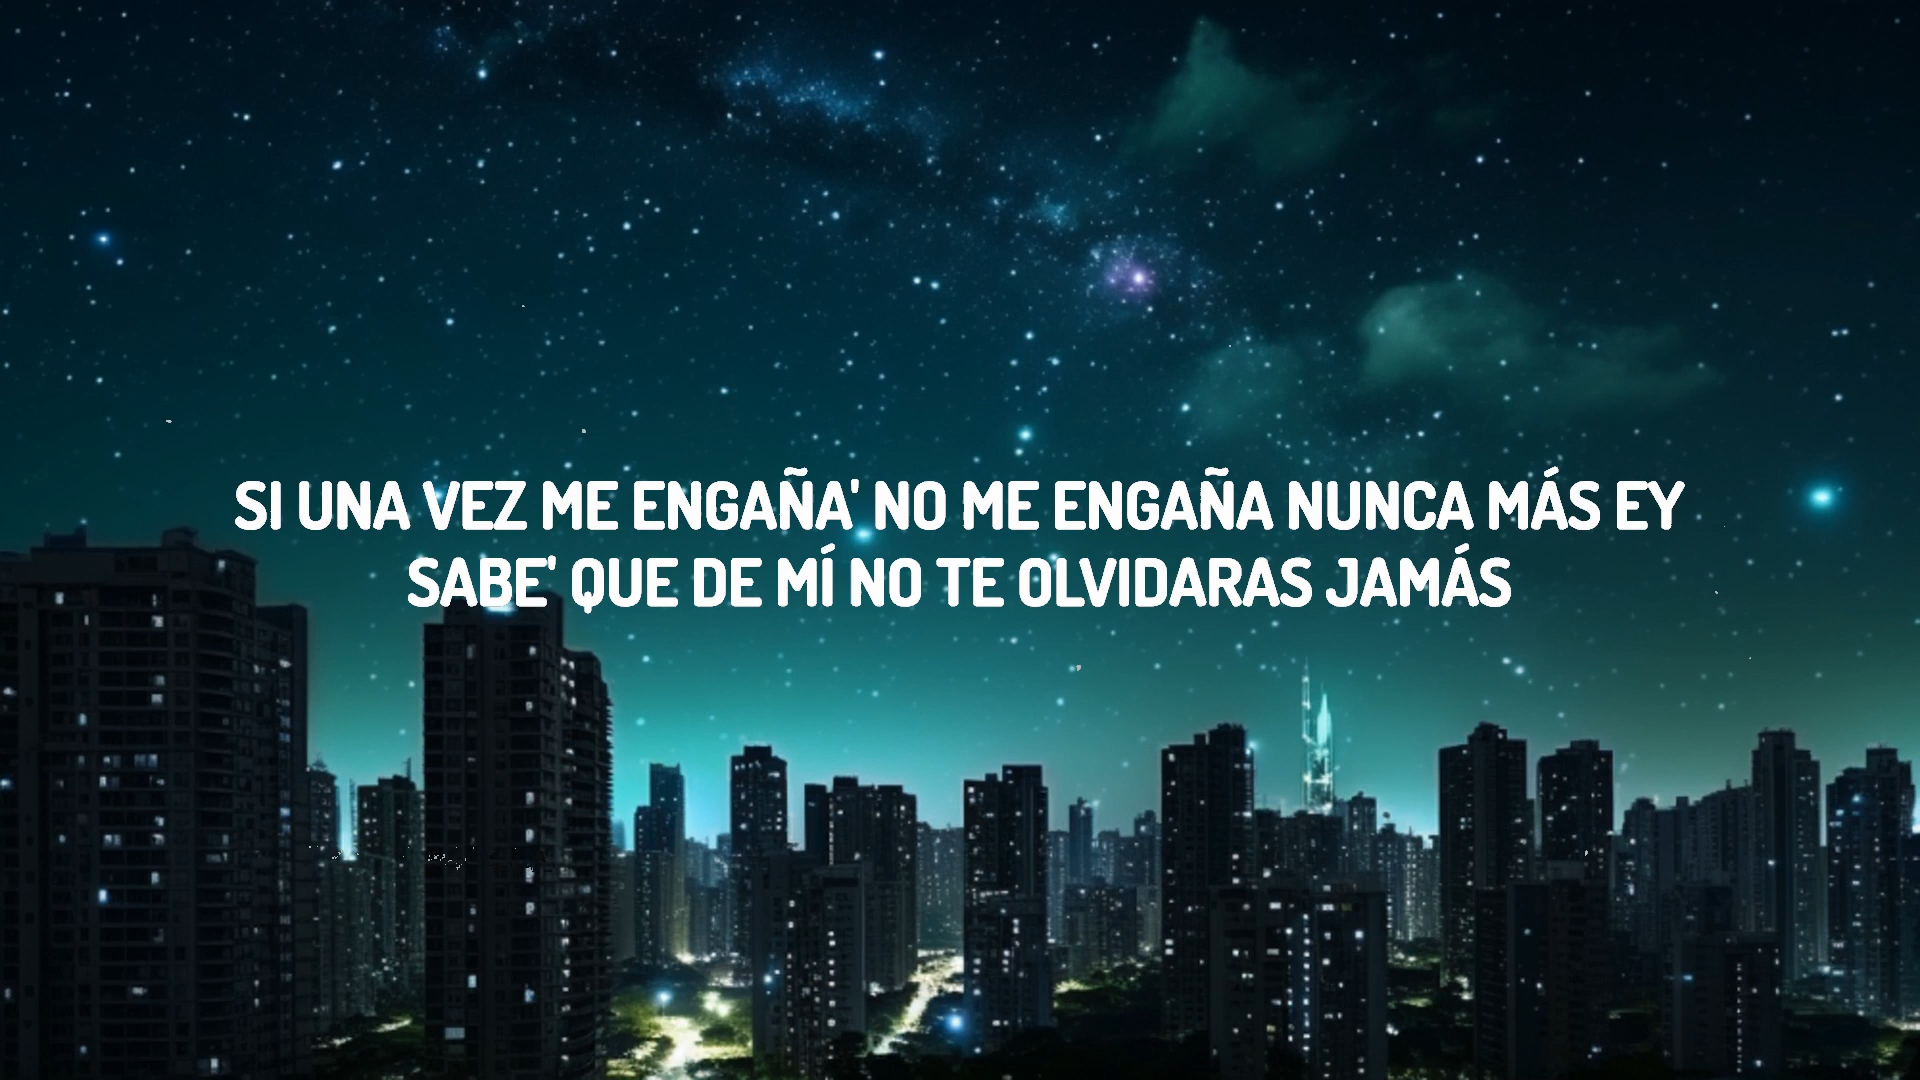 SI UNA VEZ ME ENGAÑA' NO ME ENGAÑA NUNCA MÁS EY
SABE' QUE DE MÍ NO TE OLVIDARAS JAMÁS